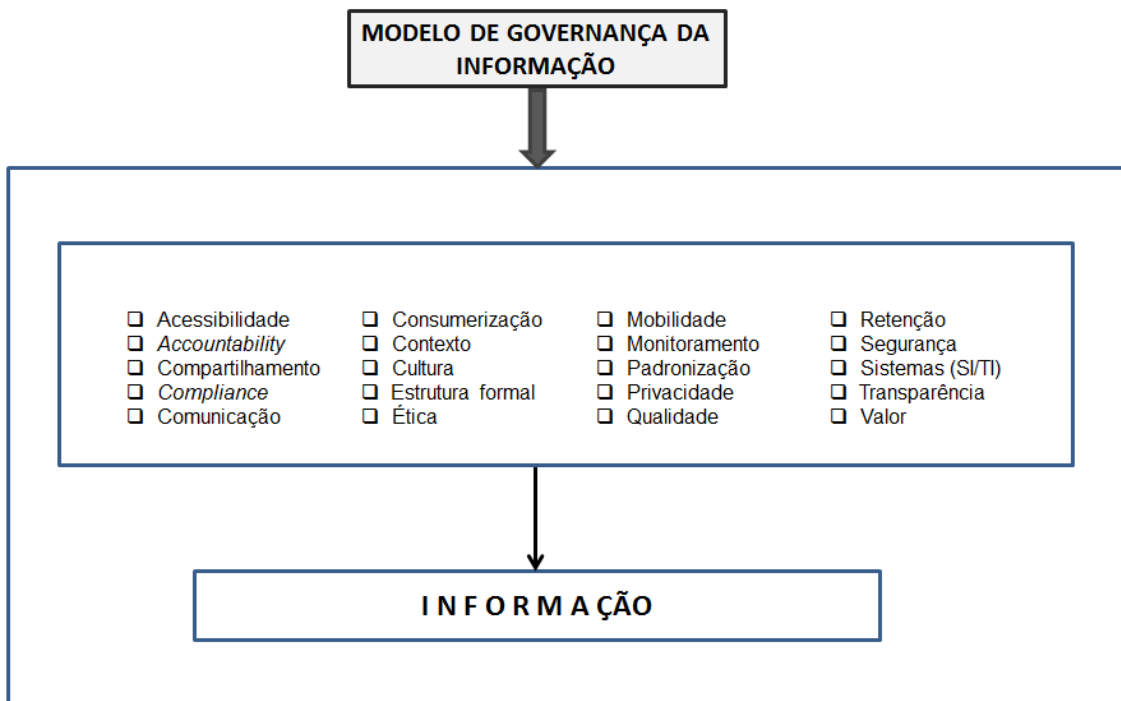 MODELO DE GOVERNANÇA DA
INFORMAÇÃO
❑ Acessibilidade
❑ Accountability
❑ Compartilhamento
❑ Compliance
❑ Comunicação
❑ Consumerização
❑ Contexto
❑ Cultura
❑ Estrutura formal
❑ Ética
❑ Mobilidade
❑ Monitoramento
❑ Padronização
❑ Privacidade
❑ Qualidade
❑ Retenção
❑ Segurança
❑ Sistemas (SI/TI)
❑ Transparência
❑ Valor
INFORMAÇÃO